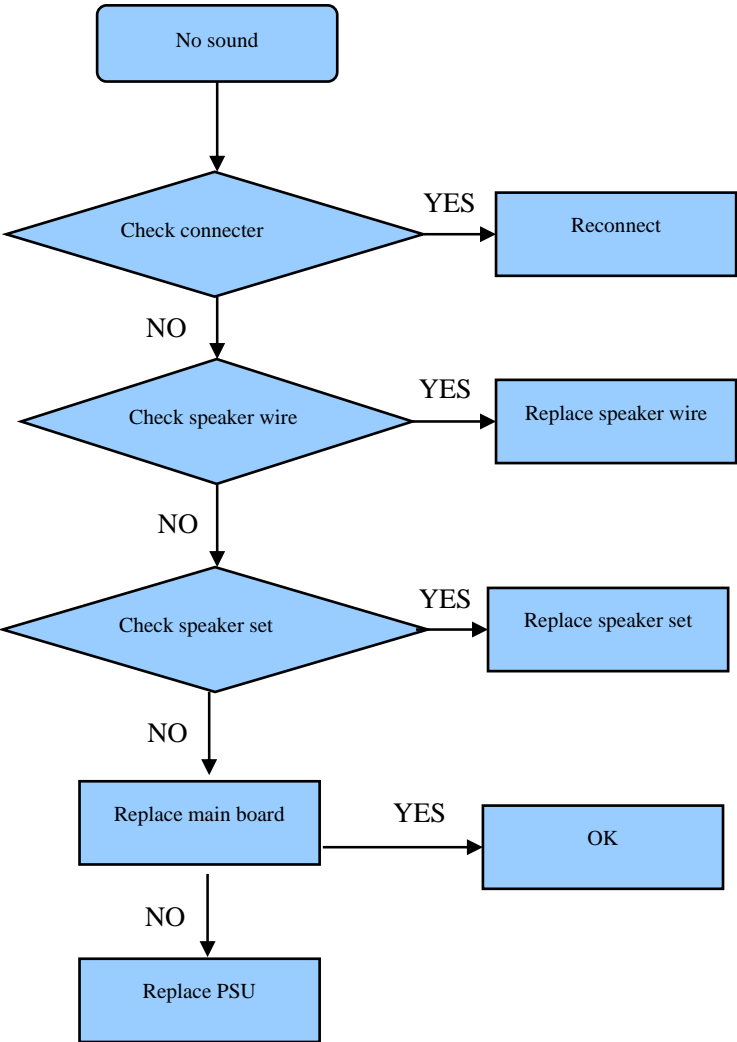 No sound
Check connecter
YES
Reconnect
NO
Check speaker wire
YES
Replace speaker wire
NO
Check speaker set
YES
Replace speaker set
NO
Replace main board
YES
OK
NO
Replace PSU